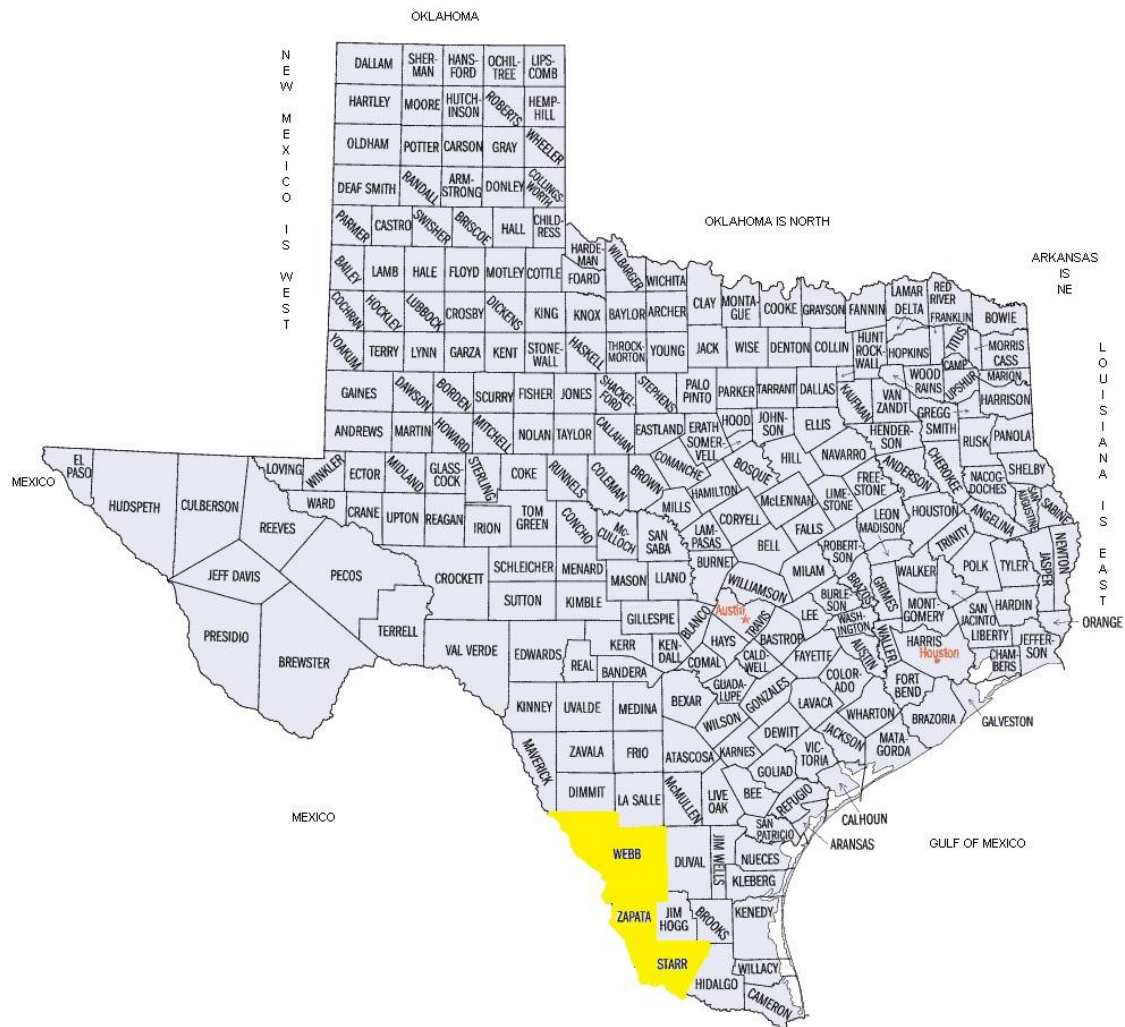 OKLAHOMA
NEW MEXICO IS WEST
DALLAM
SHER-
MAN
HANS-
FORD
OCHIL-
TREE
LIPS-
COMB
HARTLEY
MOORE
HUTCH-
INSON
ROBERTS
HEMP-
HILL
OLDHAM
POTTER
CARSON
GRAY
WHEELER
DEAF SMITH
RANDALL
ARM-
STRONG
DONLEY
COLLINGS-
WORTH
PARMER
CASTRO
SWISHER
BRISCOE
HALL
CHILD-
RESS
OKLAHOMA IS NORTH
HARDE-
MAN
BAILEY
LAMB
HALE
FLOYD
MOTLEY
COTTLE
FOARD
WILBARGER
WICHITA
ARKANSAS
IS
NE
COCHRAN
HOCKLEY
LUBBOCK
CROSBY
DICKENS
KING
KNOX
BAYLOR
ARCHER
CLAY
MONTA-
GUE
COOKE
GRAYSON
FANNIN
LAMAR
DELTA
RED
RIVER
FRANKLIN
TITUS
BOWIE
YOAKUM
TERRY
LYNN
GARZA
KENT
STONE-
WALL
HASKELL
THROCK-
MORTON
YOUNG
JACK
WISE
DENTON
COLLIN
HUNT
ROCK
WALL
HOPKINS
WOOD
RAINS
CAMP
UPSHUR
MORRIS
CASS
MARION
LOUISIANA IS EAST
GAINES
DAWSON
BORDEN
SCURRY
FISHER
JONES
SHACKEL-
FORD
STEPHENS
PALO
PINTO
PARKER
TARRANT
DALLAS
KAUFMAN
VAN
ZANDT
GREGG
SMITH
HARRISON
ANDREWS
MARTIN
HOWARD
MITCHELL
NOLAN
TAYLOR
CALLAHAN
EASTLAND
ERATH
SOMER-
VELL
HOOD
JOHN-
SON
ELLIS
HENDER-
SON
RUSK
PANOLA
MEXICO
EL
PASO
HUDSPETH
CULBERSON
LOVING
WINKLER
ECTOR
MIDLAND
GLASS-
COCK
STERLING
COKE
RUNNELS
COLEMAN
BROWN
COMANCHE
HAMILTON
BOSQUE
HILL
NAVARRO
ANDERSON
CHEROKEE
NACOG-
DOCHES
SHELBY
REEVES
WARD
CRANE
UPTON
REAGAN
IRION
TOM
GREEN
CONCHO
Mc-
CULLOCH
SAN
SABA
MILLS
LAM-
PASAS
CORYELL
McLENNAN
LIME-
STONE
FREE-
STONE
LEON
MADISON
HOUSTON
ANGELINA
SAN
AUGUSTINE
SABINE
JEFF DAVIS
PECOS
CROCKETT
SCHLEICHER
MENARD
MASON
LLANO
BURNET
BELL
FALLS
ROBERT-
SON
TRINITY
POLK
TYLER
JASPER
NEWTON
PRESIDIO
BREWSTER
TERRELL
SUTTON
KIMBLE
GILLESPIE
BLANCO
WILLIAMSON
MILAM
BRAZOS
GRIMES
WALKER
SAN
JACINTO
HARDIN
ORANGE
VAL VERDE
EDWARDS
REAL
KERR
BANDERA
KEN-
DALL
COMAL
HAYS
Austin
TRAVIS
BASTROP
LEE
BURLE-
SON
WASH-
INGTON
WALLER
MONT-
GOMERY
LIBERTY
JEFFER-
SON
CHAM-
BERS
HARRIS
Houston
KINNEY
UVALDE
MEDINA
BEXAR
GUADA-
LUPE
CALD-
WELL
FAYETTE
AUSTIN
COLOR-
ADO
FORT
BEND
BRAZORIA
GALVESTON
WILSON
GONZALES
LAVACA
WHARTON
MATA-
GORDA
MAVERICK
ZAVALA
FRIO
ATASCOSA
KARNES
DEWITT
JACKSON
VIC-
TORIA
GOLIAD
DIMMIT
LA SALLE
McMULLEN
LIVE
OAK
BEE
REFUGIO
CALHOUN
MEXICO
SAN
PATRICIO
ARANSAS
GULF OF MEXICO
WEBB
DUVAL
JIM WELLS
NUECES
KLEBERG
ZAPATA
JIM
HOGG
BROOKS
KENEDY
STARR
HIDALGO
WILLACY
CAMERON